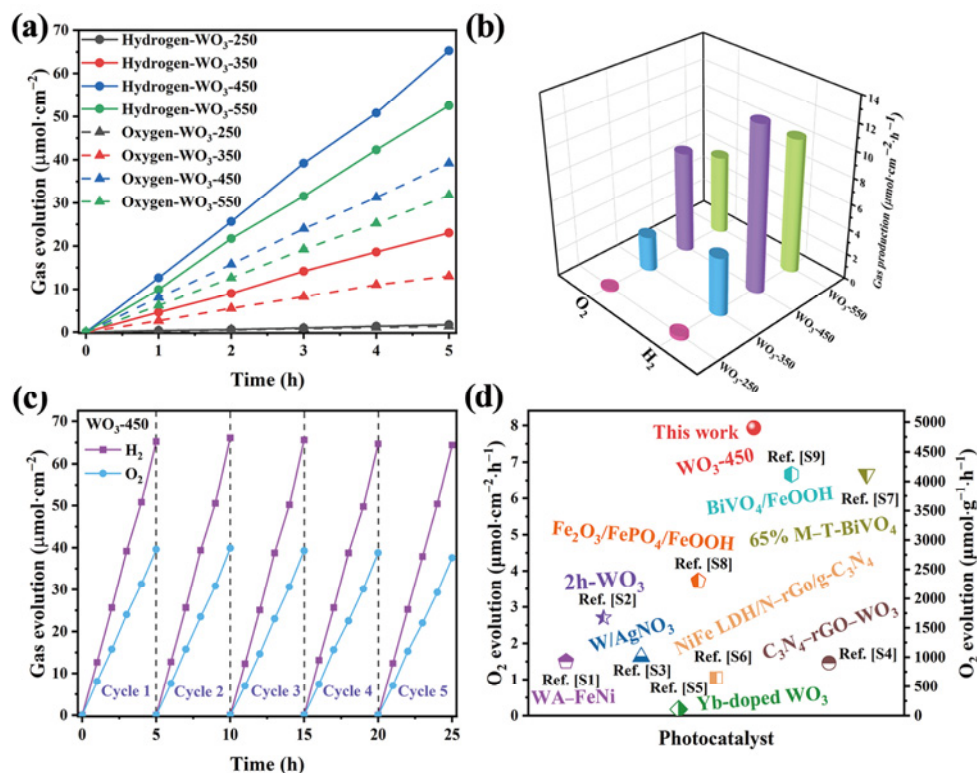 (a)
Gas evolution (μmol·cm⁻²)
70
60
50
40
30
20
10
0
0 1 2 3 4 5
Time (h)
Hydrogen-WO₃-250
Hydrogen-WO₃-350
Hydrogen-WO₃-450
Hydrogen-WO₃-550
Oxygen-WO₃-250
Oxygen-WO₃-350
Oxygen-WO₃-450
Oxygen-WO₃-550
(b)
14
12
10
8
6
4
2
0
Gas production (μmol·cm⁻²·h⁻¹)
O₂
H₂
WO₃-550
WO₃-450
WO₃-350
WO₃-250
(c)
Gas evolution (μmol·cm⁻²)
70
60
50
40
30
20
10
0
WO₃-450
H₂
O₂
Cycle 1 Cycle 2 Cycle 3 Cycle 4 Cycle 5
0 5 10 15 20 25
Time (h)
(d)
O₂ evolution (μmol·cm⁻²·h⁻¹)
8
7
6
5
4
3
2
1
0
This work
WO₃-450
Ref. [S9]
BiVO₄/FeOOH
Ref. [S7]
65% M–T-BiVO₄
Fe₂O₃/FePO₄/FeOOH
Ref. [S8]
2h-WO₃
Ref. [S2]
W/AgNO₃
Ref. [S3]
NiFe LDH/N–rGo/g-C₃N₄
Ref. [S6]
C₃N₄–rGO–WO₃
Ref. [S4]
Ref. [S1]
WA–FeNi
Ref. [S5]
Yb-doped WO₃
5000
4500
4000
3500
3000
2500
2000
1500
1000
500
0
O₂ evolution (μmol·g⁻¹·h⁻¹)
Photocatalyst